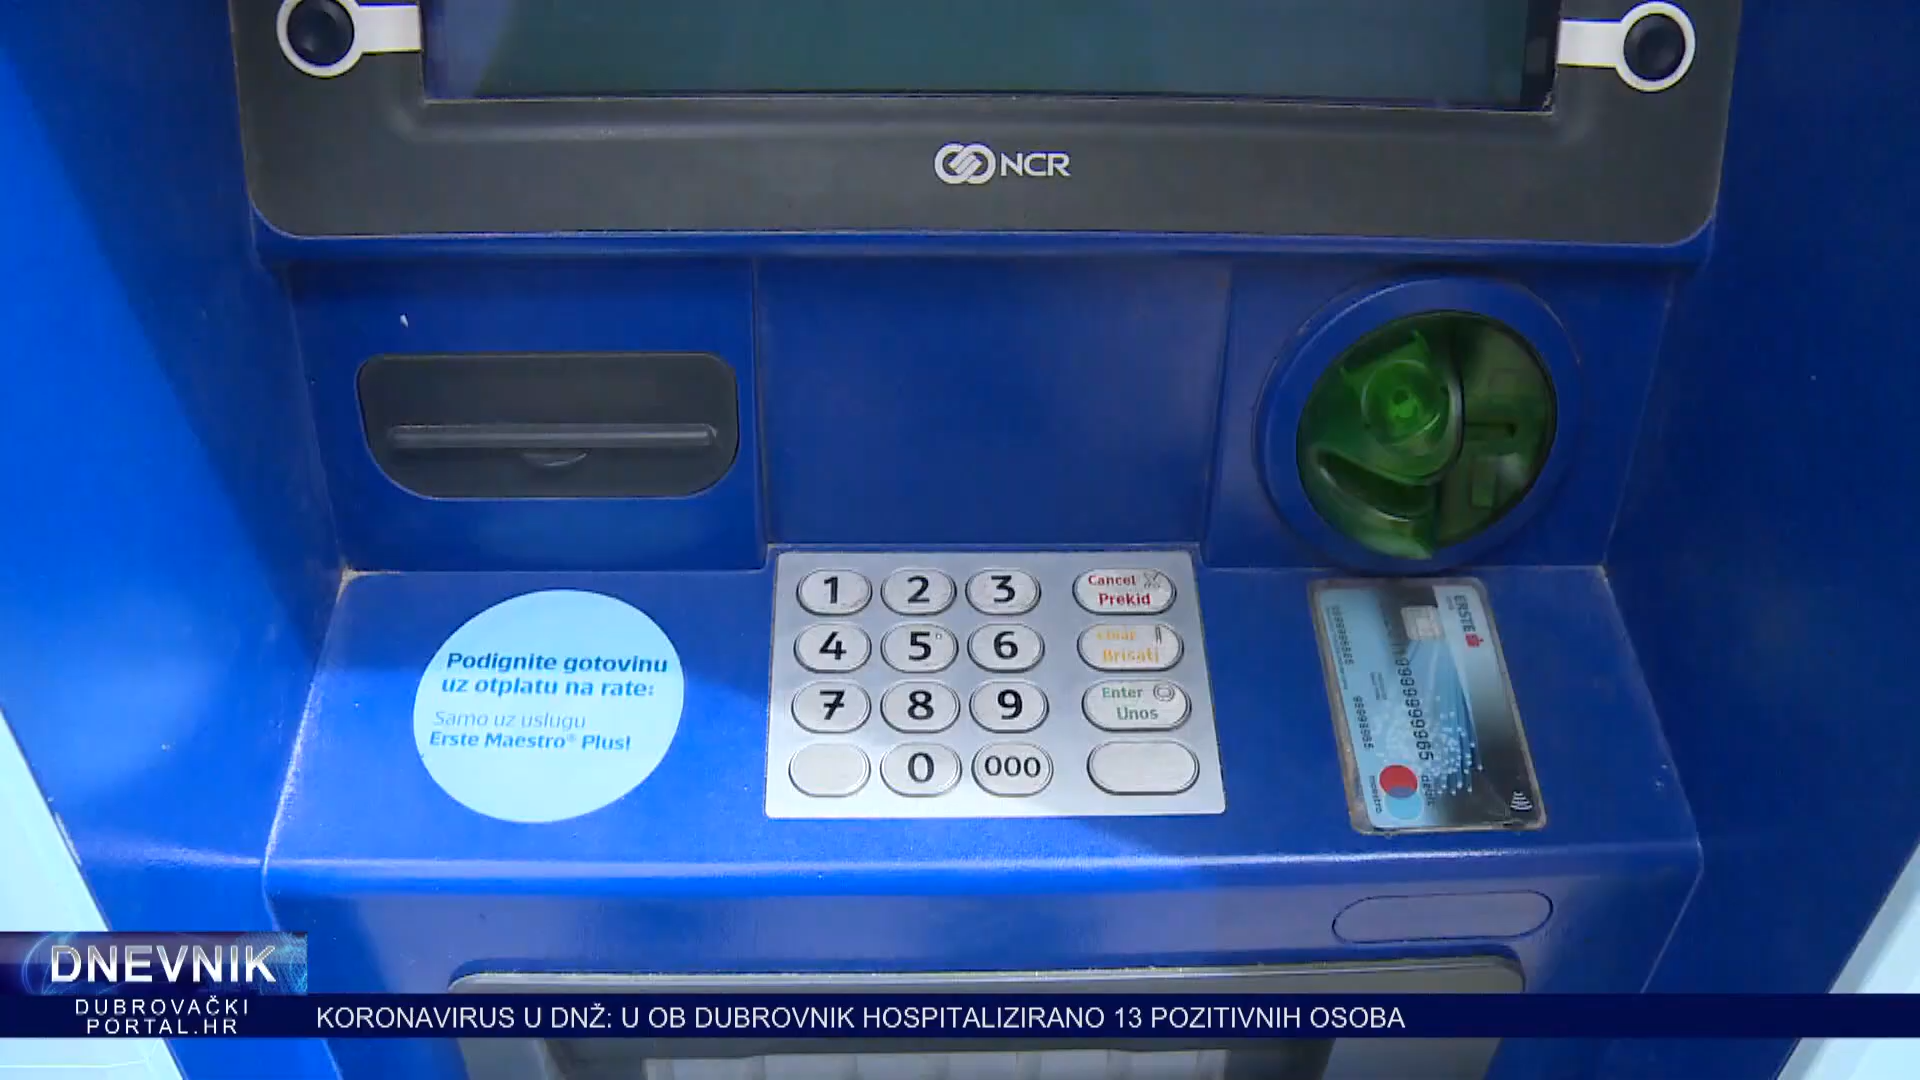 NCR
Podignite gotovinu
uz otplatu na rate:
Samo uz uslugu
Erste Maestro® Plus!
1 2 3 Cancel
Prekid
4 5 6 Clear
Brisati
7 8 9 Enter
Unos
0 000
ERSTE
debit
maestro
DNEVNIK
DUBROVAČKI
PORTAL.HR
KORONAVIRUS U DNŽ: U OB DUBROVNIK HOSPITALIZIRANO 13 POZITIVNIH OSOBA